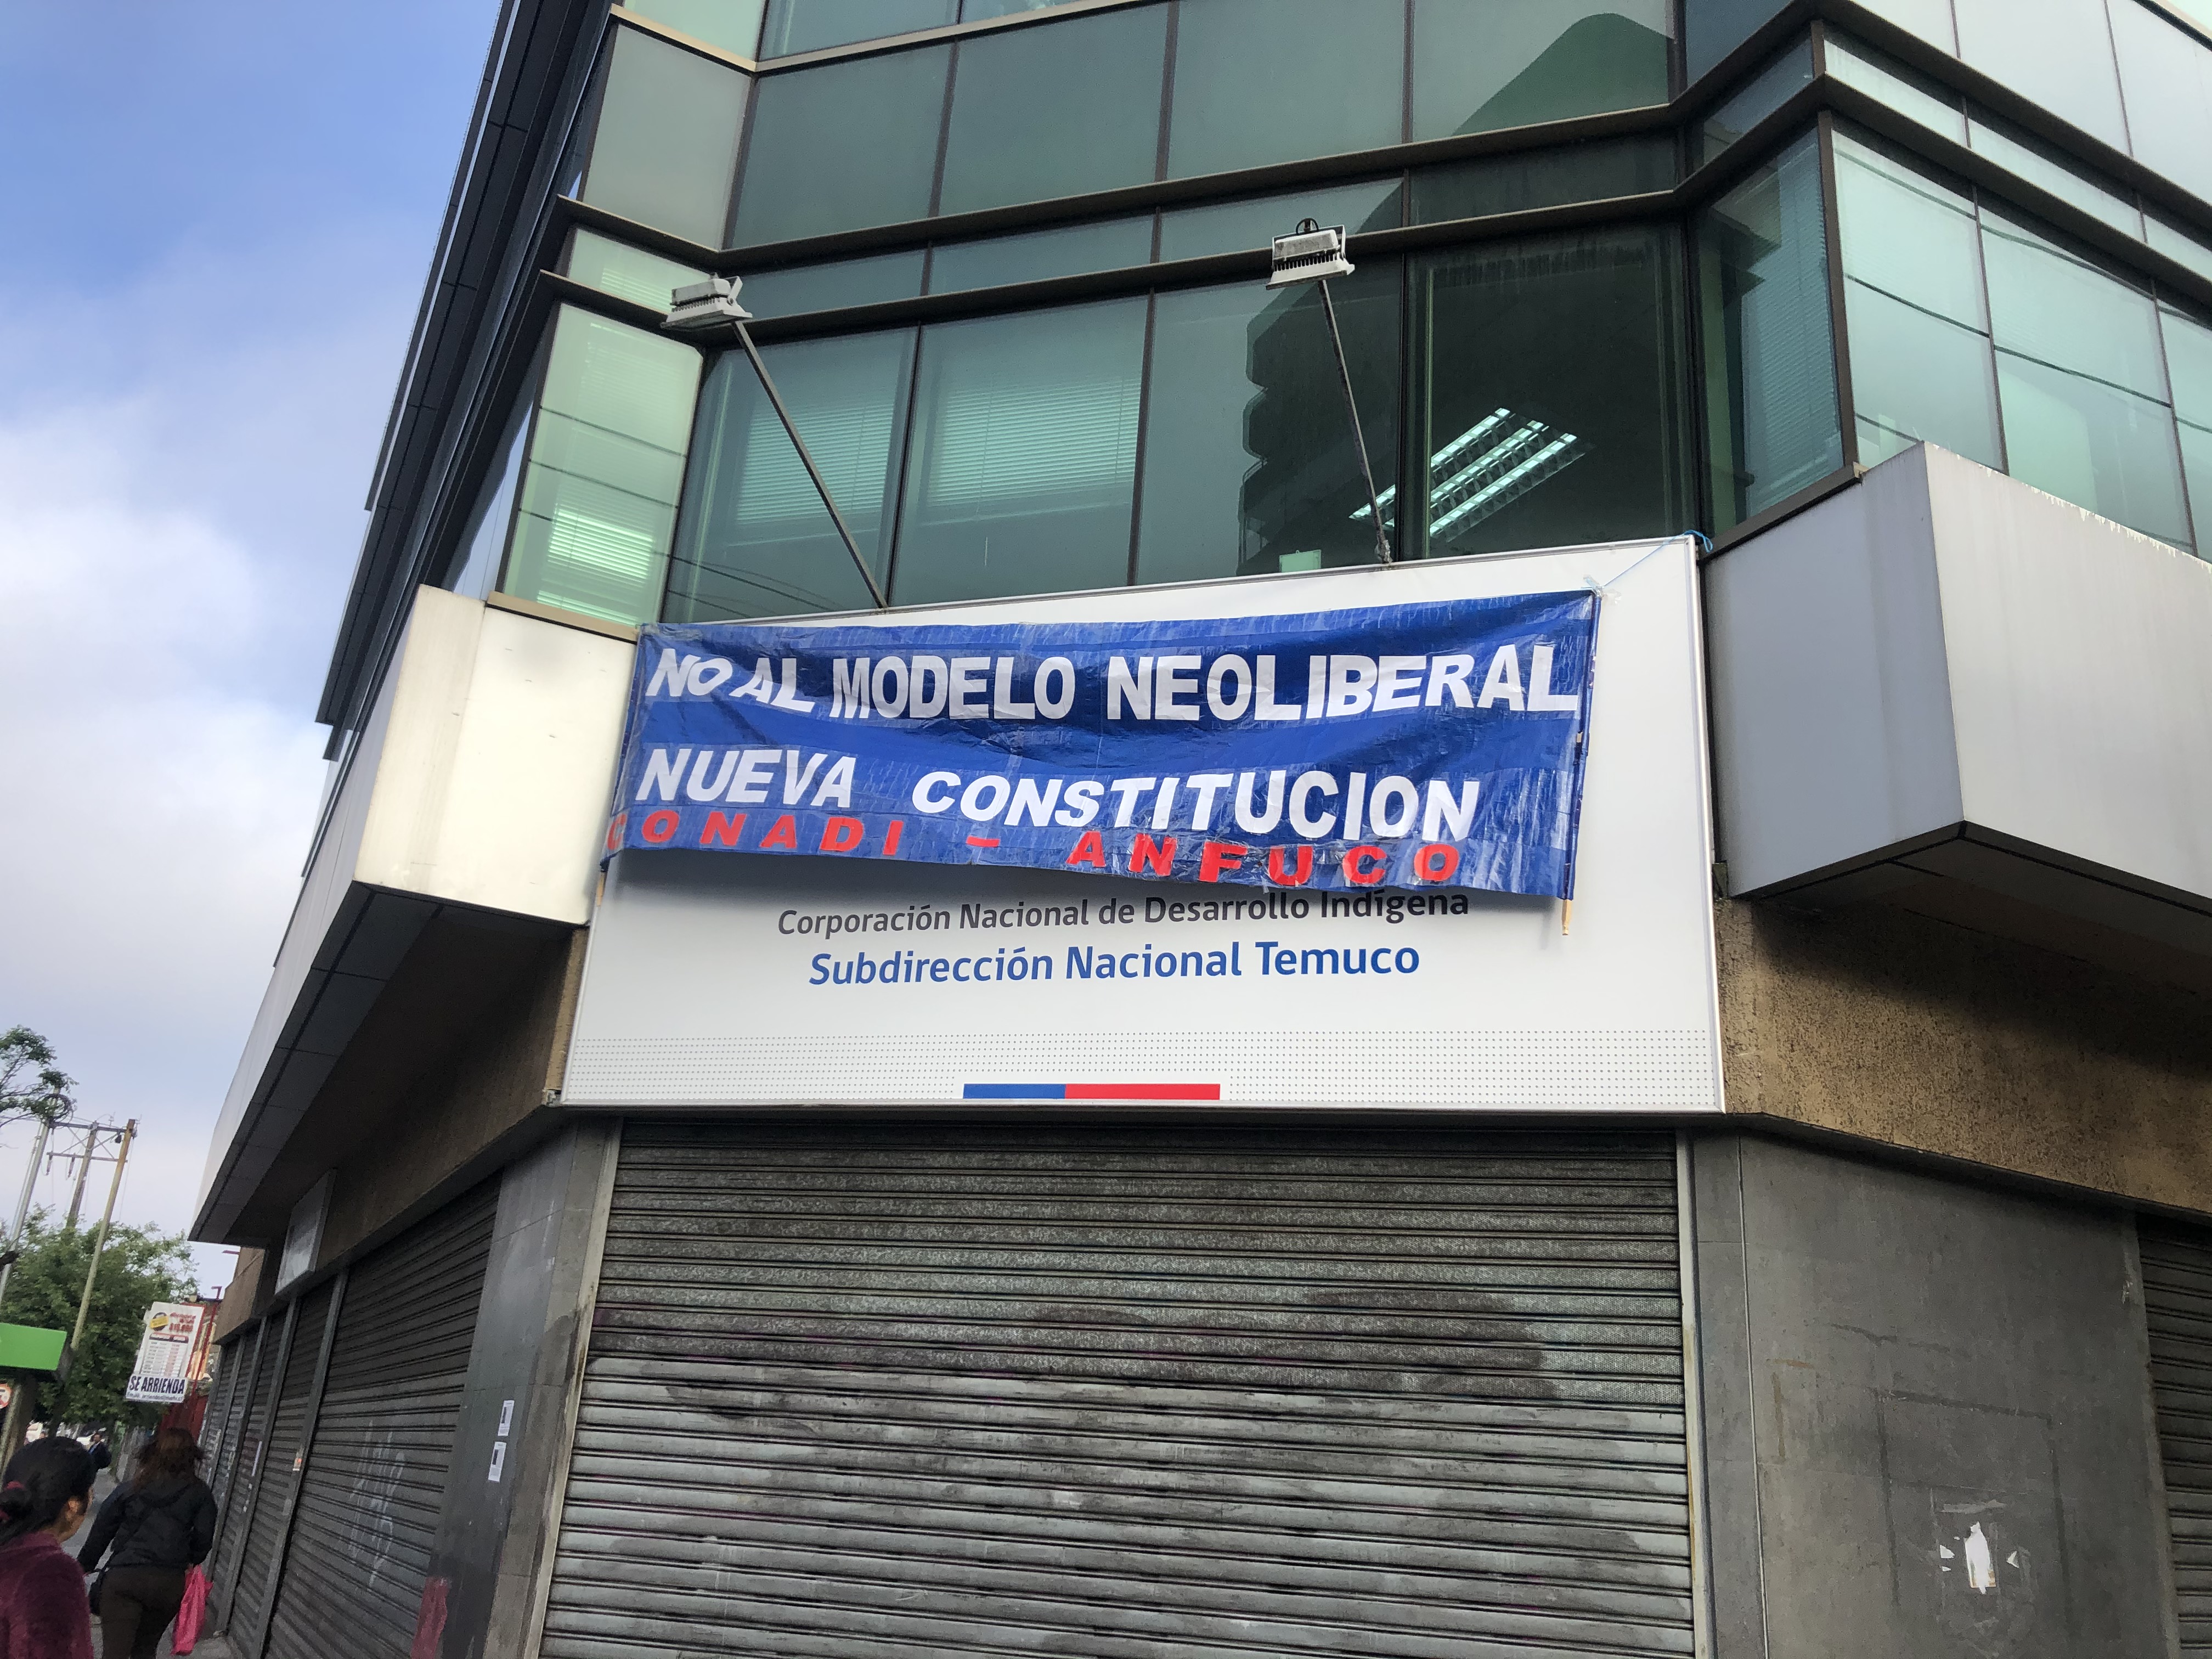 NO AL MODELO NEOLIBERAL
NUEVA CONSTITUCION
CONADI - ANFUCO
Corporación Nacional de Desarrollo Indígena
Subdirección Nacional Temuco
SE ARRIENDA